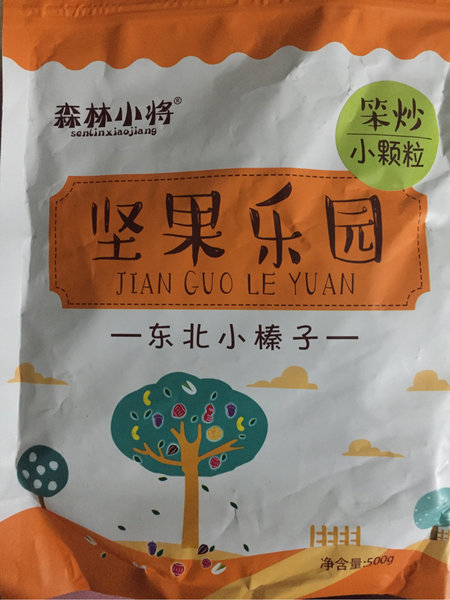 森林小将®
senlinxiaojiang
笨炒
小颗粒
坚果乐园
JIAN GUO LE YUAN
—东北小榛子—
净含量:500g